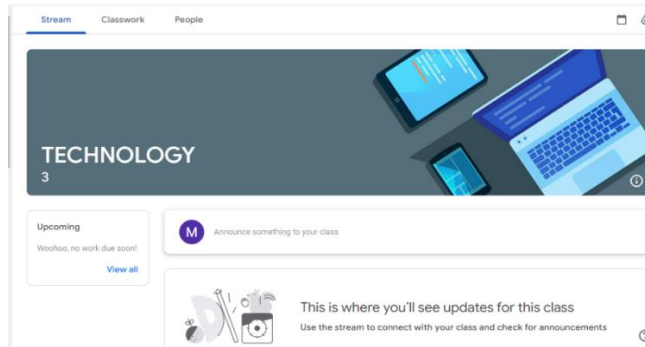 Stream Classwork People
TECHNOLOGY
3
Upcoming
Woohoo, no work due soon!
View all
M
Announce something to your class
This is where you'll see updates for this class
Use the stream to connect with your class and check for announcements